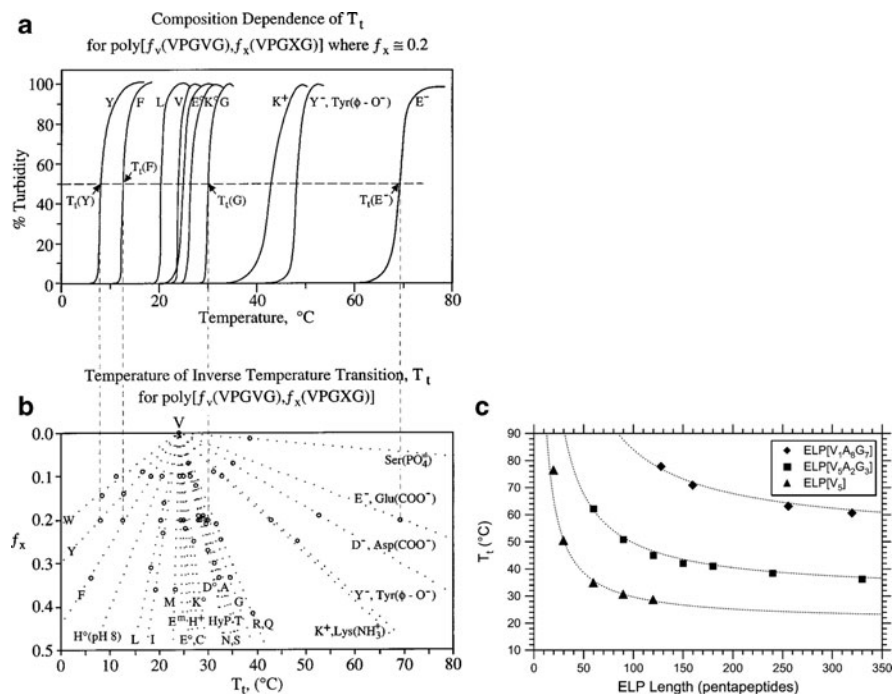 a
Composition Dependence of Tt
for poly[fv(VPGVG),fx(VPGXG)] where fx ≅ 0.2
% Turbidity
100
80
60
40
20
0
Y F L V E° K° G K⁺ Y⁻, Tyr(ϕ - O⁻) E⁻
Tt(Y)
Tt(F)
Tt(G)
Tt(E⁻)
0 20 40 60 80
Temperature, °C
Temperature of Inverse Temperature Transition, Tt
for poly[fv(VPGVG),fx(VPGXG)]
b
V
fx
0.0
0.1
0.2
0.3
0.4
0.5
Ser(PO₄⁼)
E⁻, Glu(COO⁻)
D⁻, Asp(COO⁻)
Y⁻, Tyr(ϕ - O⁻)
K⁺, Lys(NH₃⁺)
W
Y
F
H°(pH 8)
L I
M K° D° A G
Eᵐ H⁺ HyP T R,Q
E°,C N,S
0 10 20 30 40 50 60 70 80
Tt, (°C)
c
ELP[V₁A₈G₇]
ELP[V₅A₂G₃]
ELP[V₅]
Tt (°C)
90
80
70
60
50
40
30
20
10
0 50 100 150 200 250 300 350
ELP Length (pentapeptides)